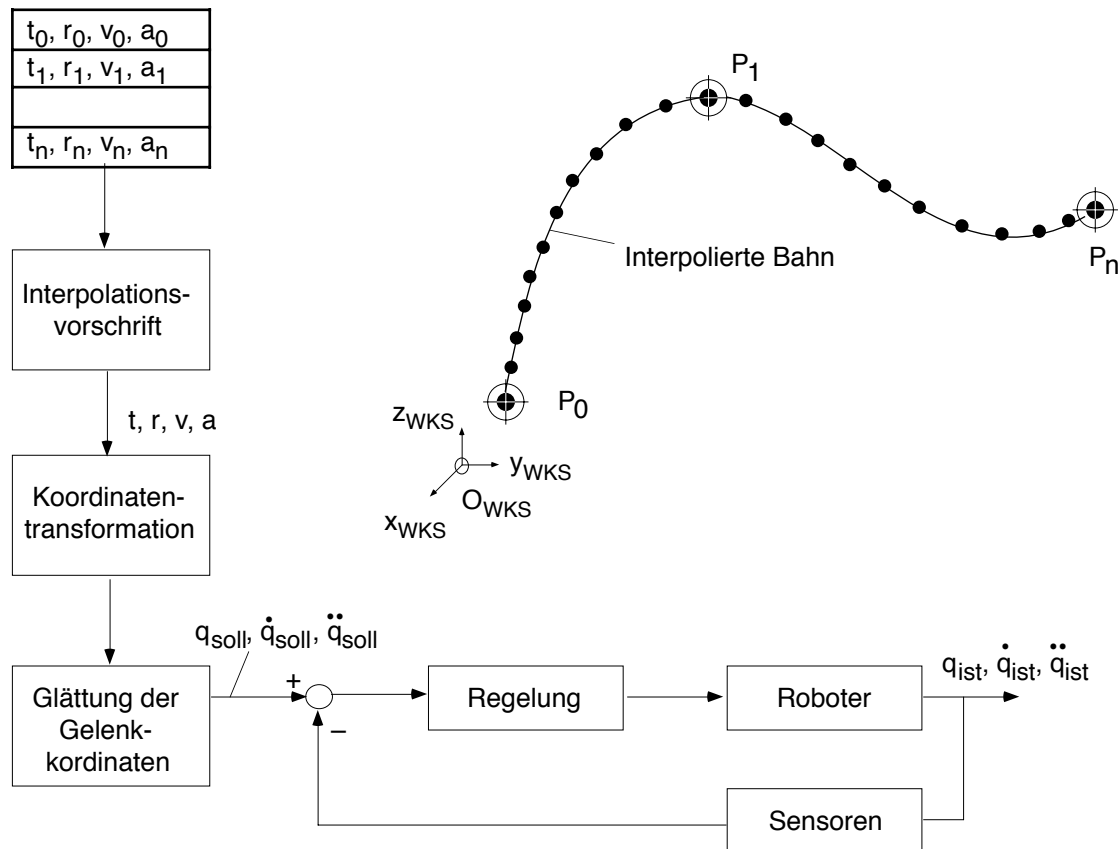 t0, r0, v0, a0
t1, r1, v1, a1
tn, rn, vn, an
Interpolations-
vorschrift
t, r, v, a
Koordinaten-
transformation
Glättung der
Gelenk-
kordinaten
P1
Interpolierte Bahn
Pn
P0
zWKS
yWKS
OWKS
xWKS
qsoll, q̇soll, q̈soll
+
−
Regelung
Roboter
qist, q̇ist, q̈ist
Sensoren